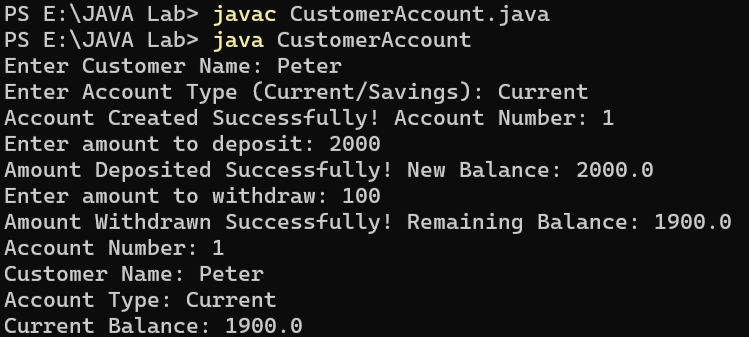 PS E:\JAVA Lab> javac CustomerAccount.java
PS E:\JAVA Lab> java CustomerAccount
Enter Customer Name: Peter
Enter Account Type (Current/Savings): Current
Account Created Successfully! Account Number: 1
Enter amount to deposit: 2000
Amount Deposited Successfully! New Balance: 2000.0
Enter amount to withdraw: 100
Amount Withdrawn Successfully! Remaining Balance: 1900.0
Account Number: 1
Customer Name: Peter
Account Type: Current
Current Balance: 1900.0